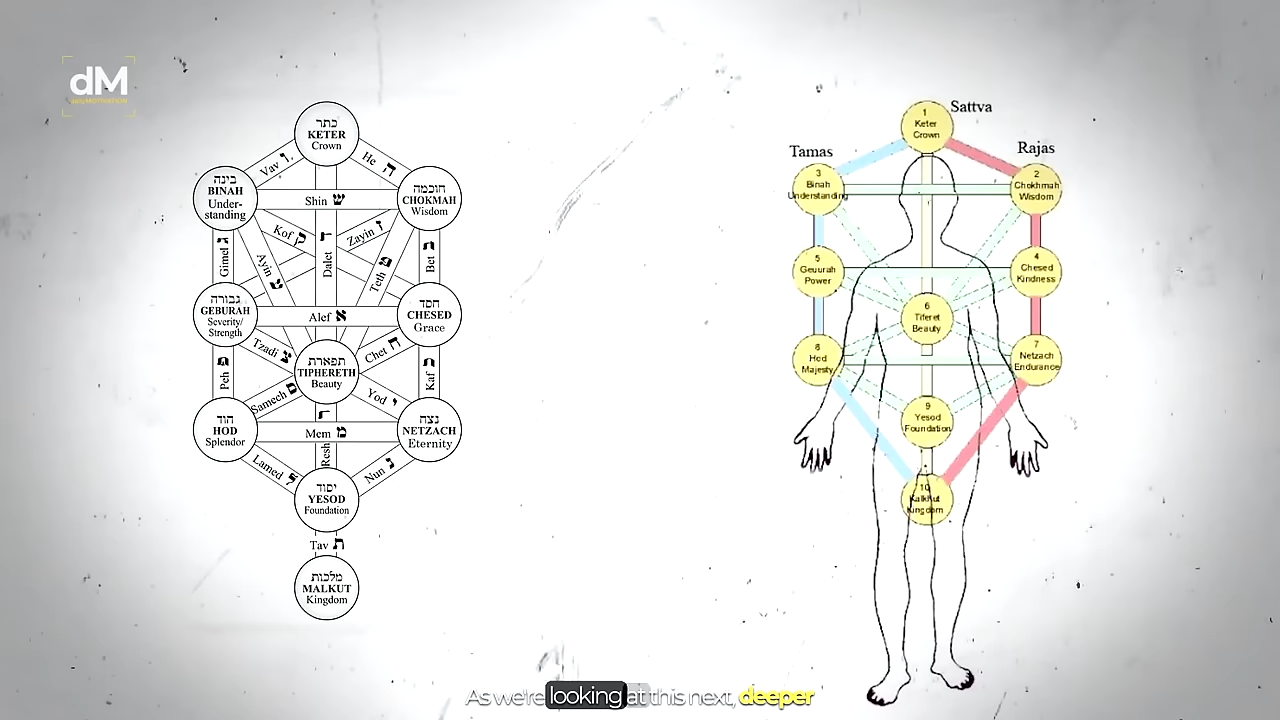 dM
כתר
KETER
Crown
Vav ו
He ה
בינה
BINAH
Under-
standing
חוכמה
CHOKMAH
Wisdom
Shin ש
Kof
Zayin ז
Dalet
Gimel ג
Ayin
Teth
Bet
גבורה
GEBURAH
Severity/
Strength
חסד
CHESED
Grace
Alef א
Tzadi צ
Chet ח
תפארת
TIPHERETH
Beauty
Peh
Kaf
Samech
Yod י
הוד
HOD
Splendor
נצח
NETZACH
Eternity
Mem מ
Resh
Lamed ל
Nun נ
יסוד
YESOD
Foundation
Tav ת
מלכות
MALKUT
Kingdom
Sattva
1
Keter
Crown
Tamas
Rajas
3
Binah
Understanding
2
Chokhmah
Wisdom
5
Geuurah
Power
4
Chesed
Kindness
6
Tiferet
Beauty
8
Hod
Majesty
7
Netzach
Endurance
9
Yesod
Foundation
10
Kingdom
As we're looking at this next, deeper